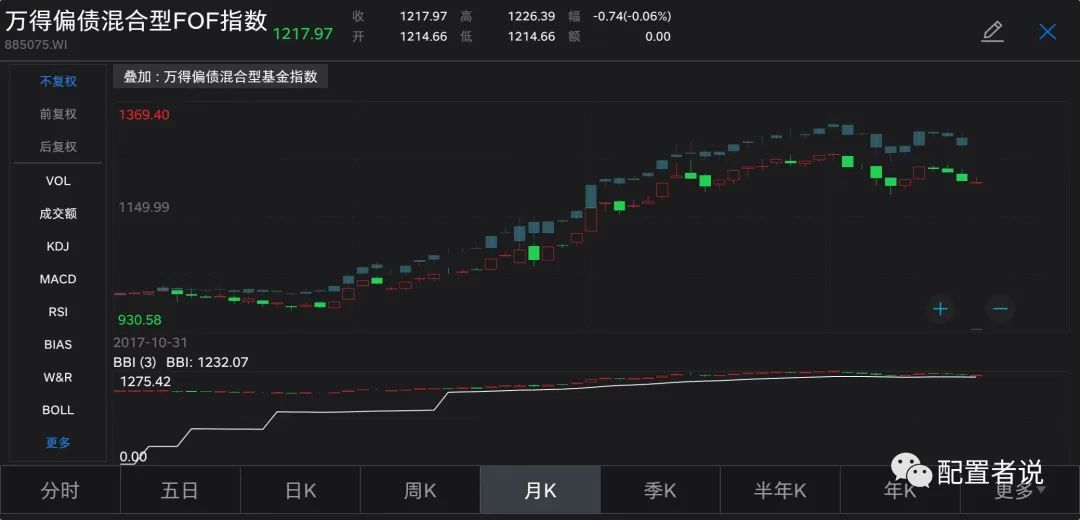 万得偏债混合型FOF指数 1217.97 收 1217.97 高 1226.39 幅 -0.74(-0.06%)
885075.WI 开 1214.66 低 1214.66 额 0.00
不复权 叠加：万得偏债混合型基金指数
前复权 1369.40
后复权
VOL
成交额 1149.99
KDJ
MACD
RSI 930.58
BIAS 2017-10-31
BBI (3) BBI: 1232.07
W&R 1275.42
BOLL
更多 0.00
配置者说
分时 五日 日K 周K 月K 季K 半年K 年K 更多